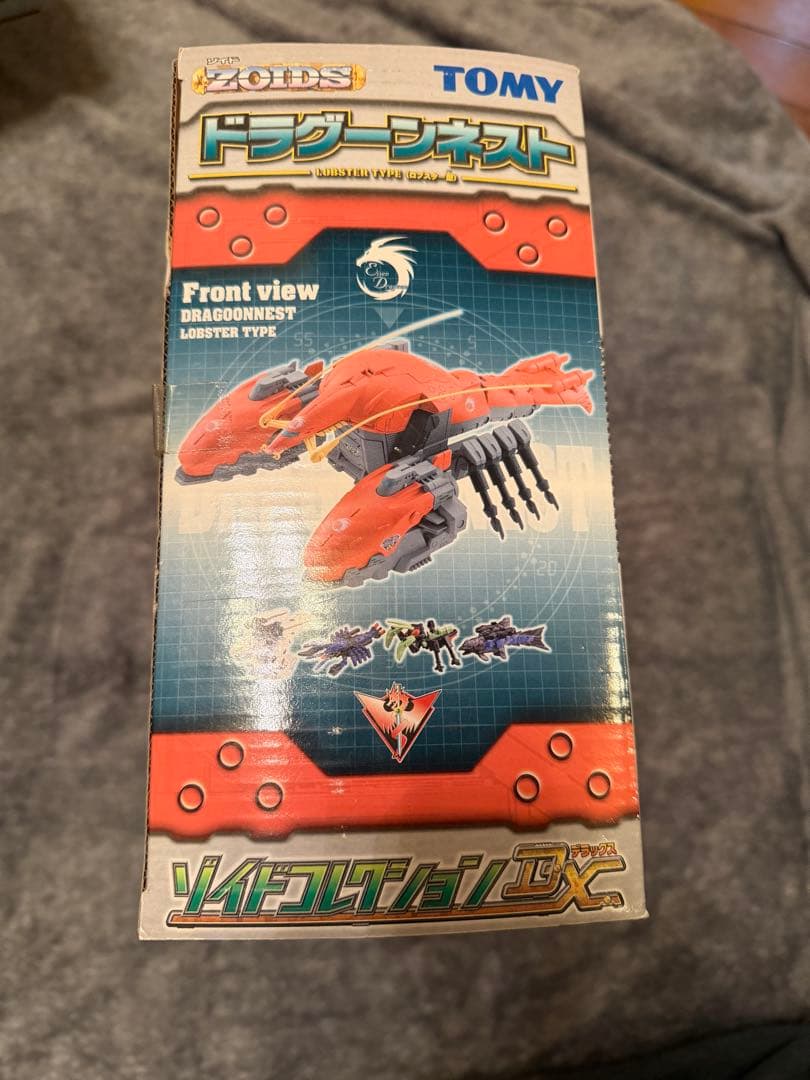 ゾイド
ZOIDS
TOMY
ドラグーンネスト
LOBSTER TYPE (ロブスター型)
Front view
DRAGOONNEST
LOBSTER TYPE
ゾイドコレクション
デラックス
DX